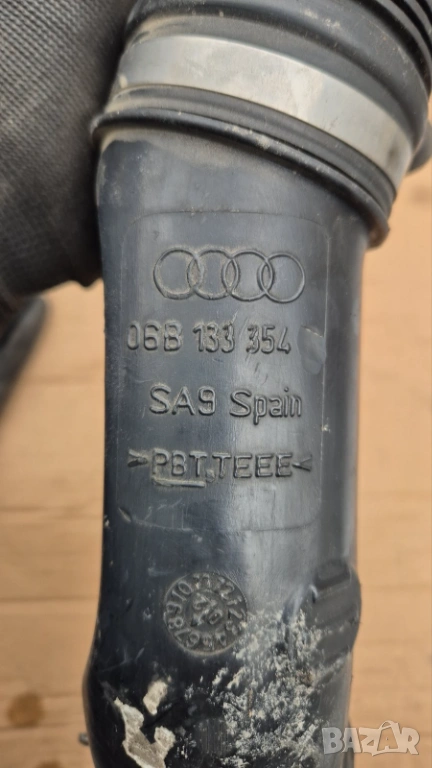 06B 133 354
SA9 Spain
>PBT,TEEE<
BAZAR